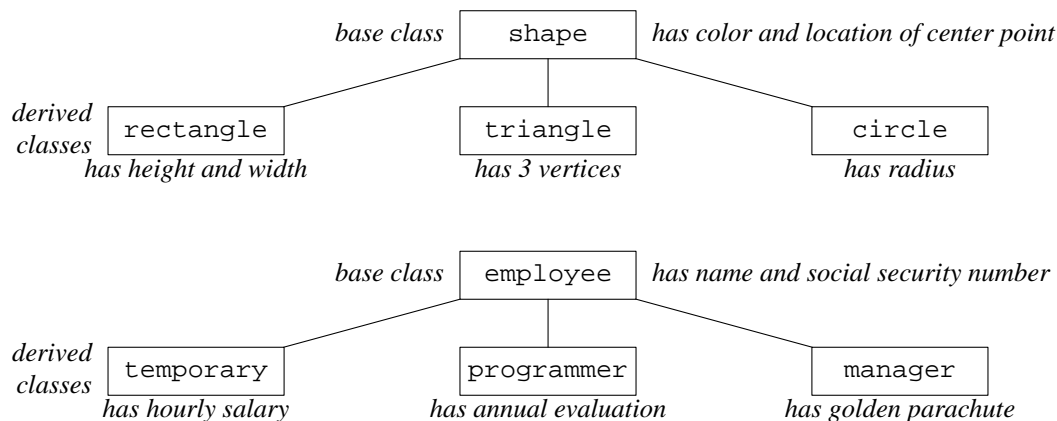 base class shape has color and location of center point
derived
classes
rectangle triangle circle
has height and width has 3 vertices has radius
base class employee has name and social security number
derived
classes
temporary programmer manager
has hourly salary has annual evaluation has golden parachute